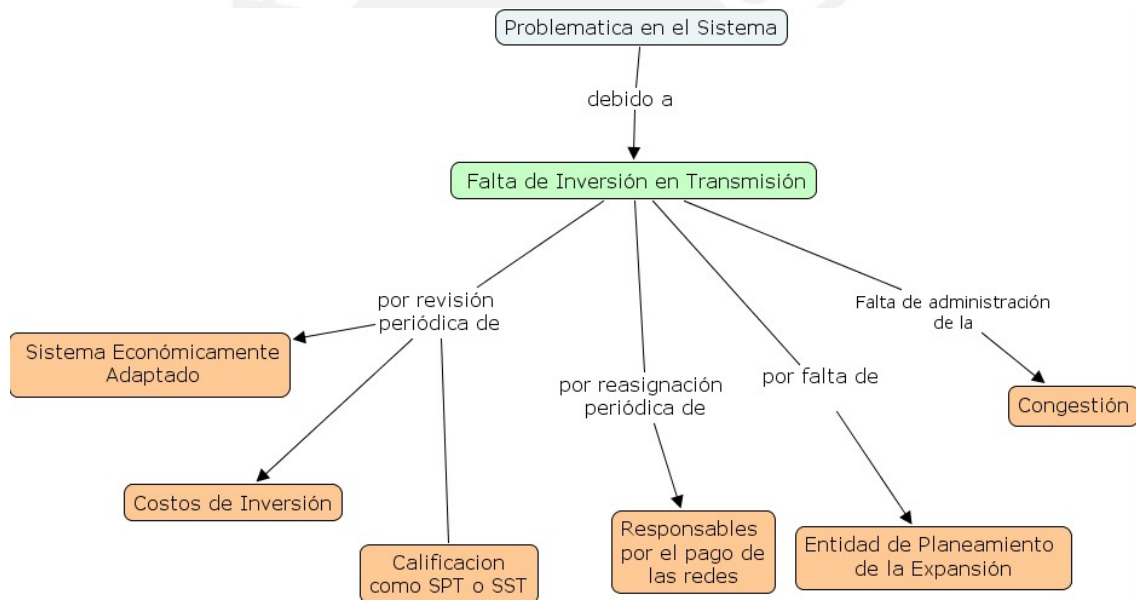 Problematica en el Sistema
debido a
Falta de Inversión en Transmisión
por revisión
periódica de
Falta de administración
de la
Sistema Económicamente
Adaptado
por reasignación
periódica de
por falta de
Congestión
Costos de Inversión
Calificacion
como SPT o SST
Responsables
por el pago de
las redes
Entidad de Planeamiento
de la Expansión